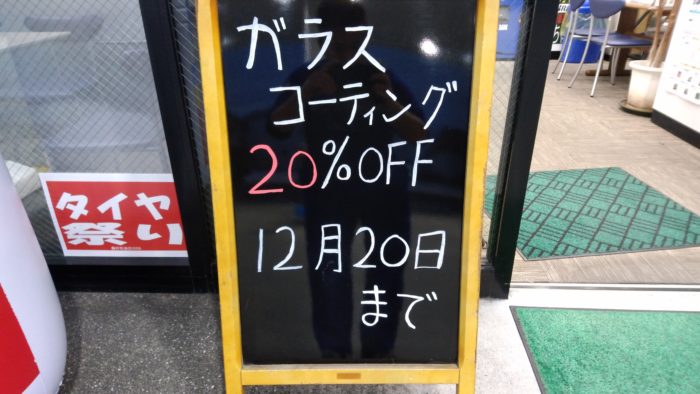 ガラス
コーティング
20%OFF
12月20日
まで
タイヤ
祭り